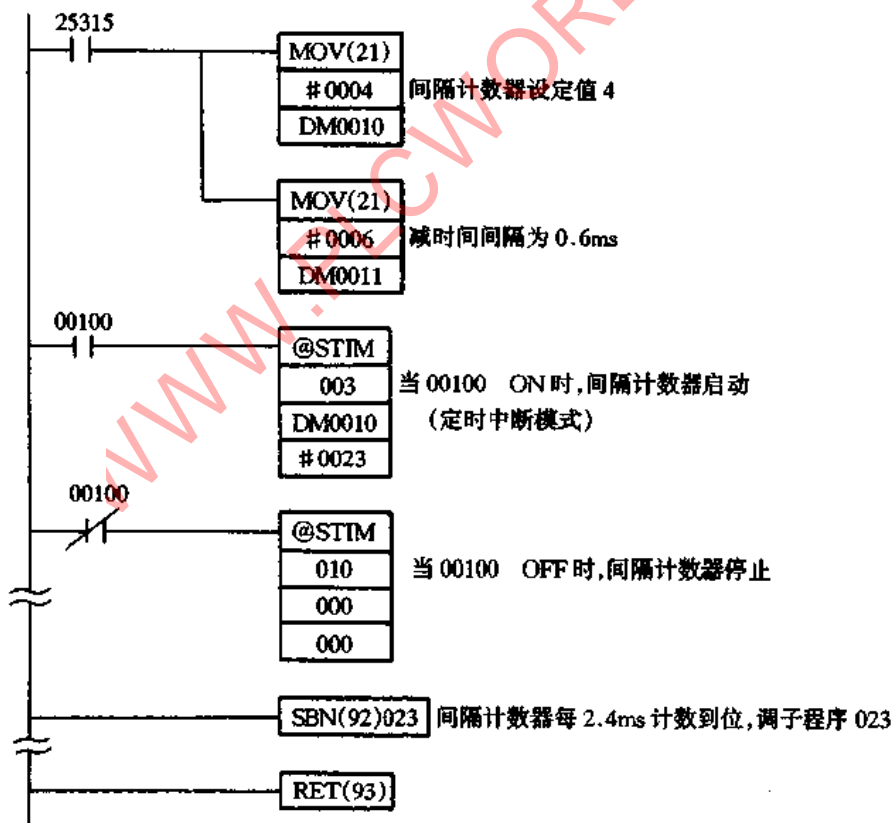 25315
MOV(21)
#0004 间隔计数器设定值 4
DM0010
MOV(21)
#0006 减时间间隔为 0.6ms
DM0011
00100
@STIM
003 当 00100 ON 时,间隔计数器启动
DM0010 (定时中断模式)
#0023
00100
@STIM
010 当 00100 OFF 时,间隔计数器停止
000
000
SBN(92)023 间隔计数器每 2.4ms 计数到位,调子程序 023
RET(93)
WWW.PLCWOR